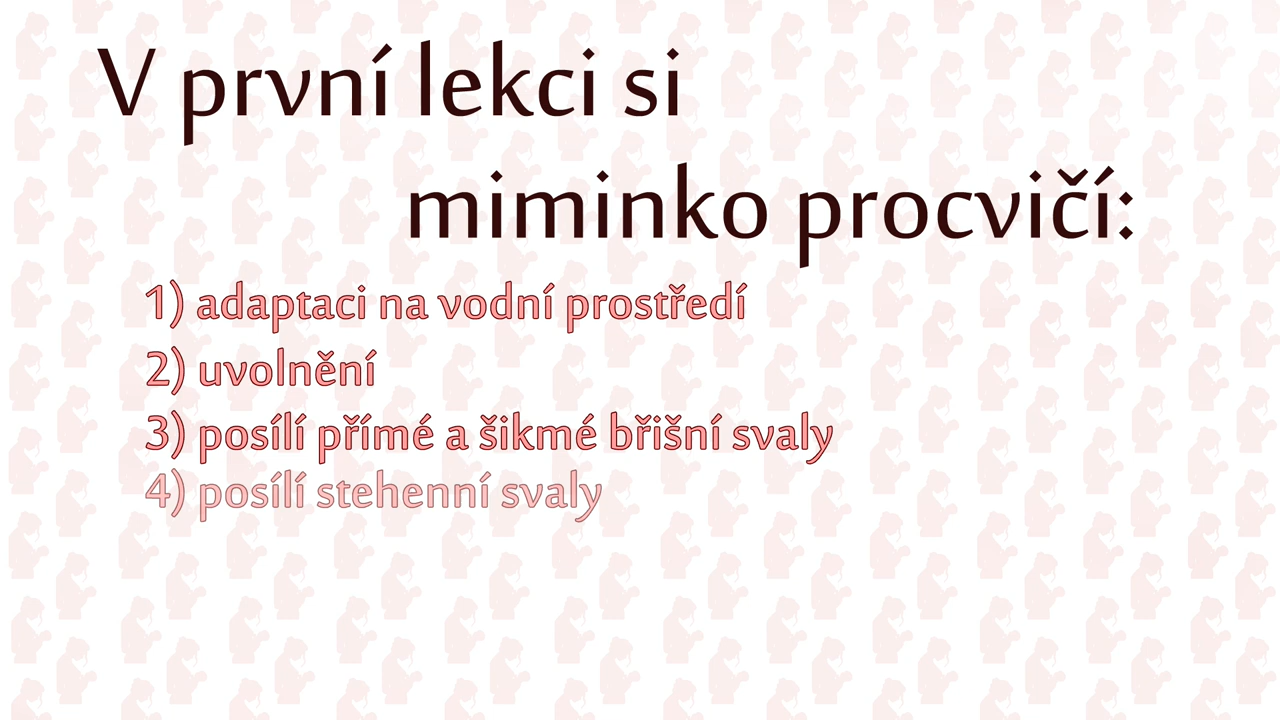 V první lekci si
miminko procvičí:
1) adaptaci na vodní prostředí
2) uvolnění
3) posílí přímé a šikmé břišní svaly
4) posílí stehenní svaly